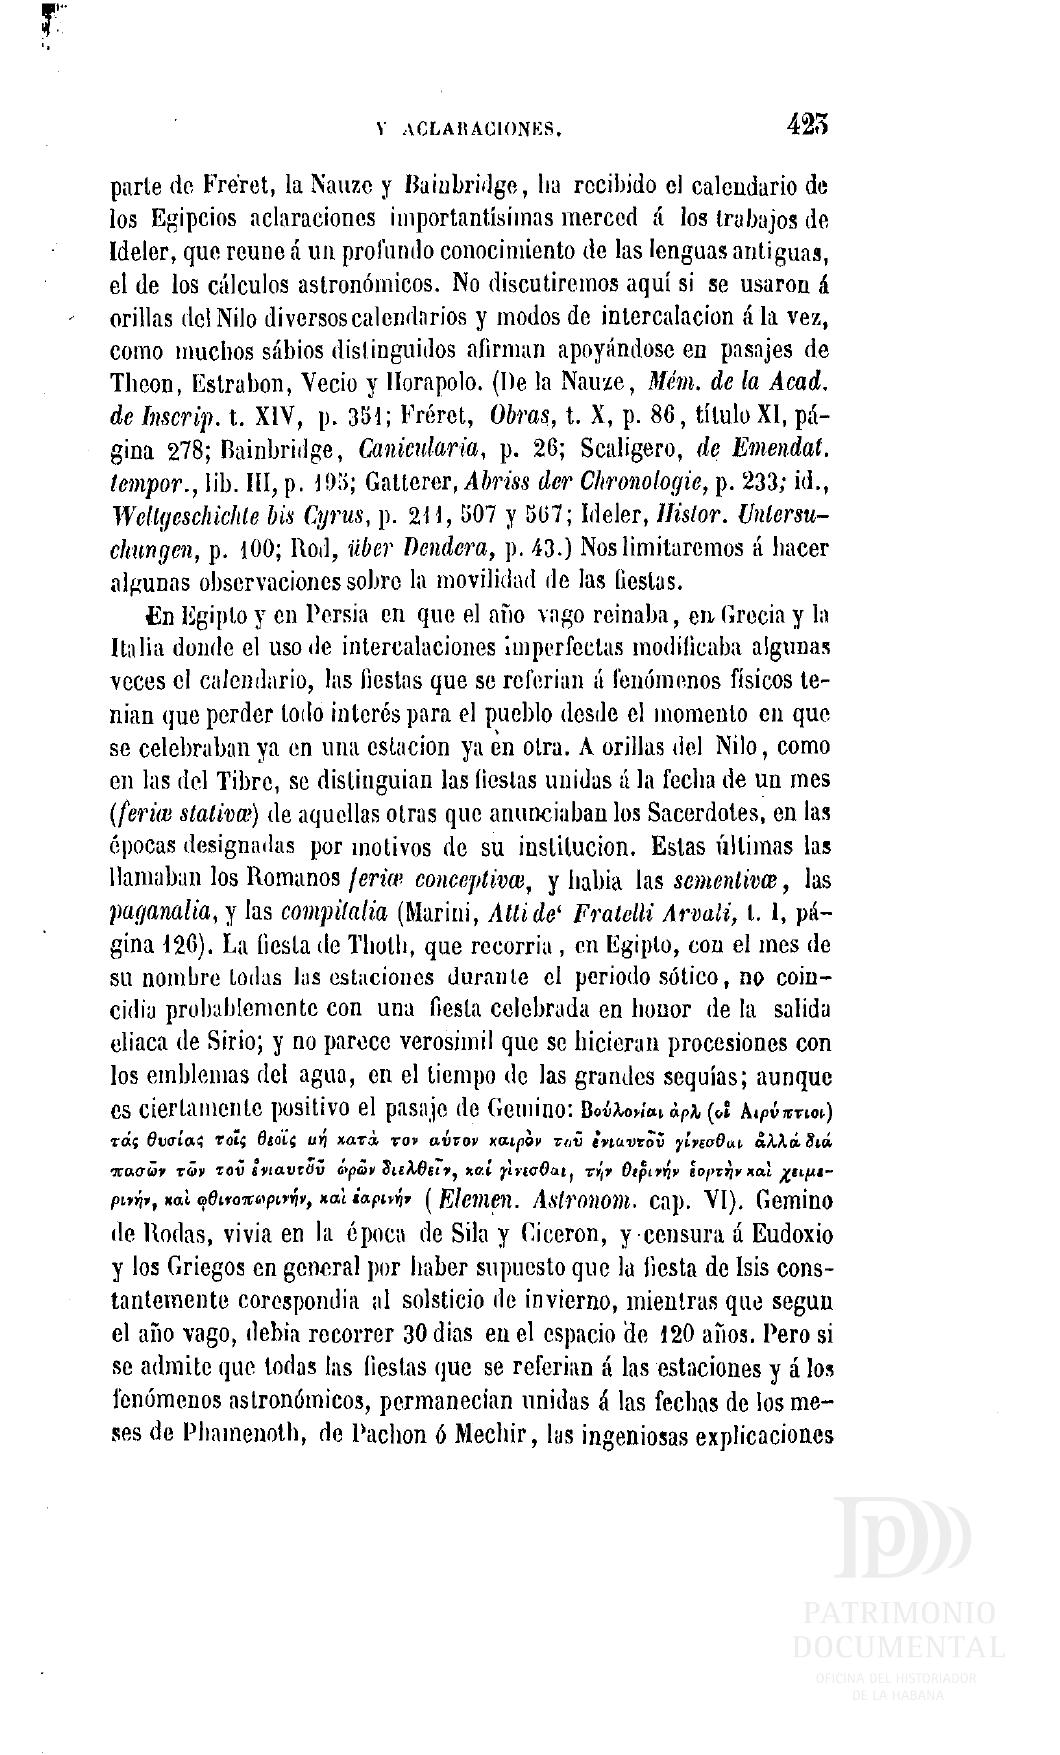 Y ACLARACIONES. 423
parte de Fréret, la Nauze y Bainbridge, ha recibido el calendario de
los Egipcios aclaraciones importantísimas merced á los trabajos de
Ideler, que reune á un profundo conocimiento de las lenguas antiguas,
el de los cálculos astronómicos. No discutiremos aquí si se usaron á
orillas del Nilo diversos calendarios y modos de intercalacion á la vez,
como muchos sábios distinguidos afirman apoyándose en pasajes de
Theon, Estrabon, Vecio y Horapolo. (De la Nauze, Mém. de la Acad.
de Inscrip. t. XIV, p. 351; Fréret, Obras, t. X, p. 86, título XI, pá-
gina 278; Bainbridge, Canicularia, p. 26; Scaligero, de Emendat.
tempor., lib. III, p. 195; Gatterer, Abriss der Chronologie, p. 233; id.,
Weltgeschichte bis Cyrus, p. 211, 507 y 567; Ideler, Histor. Untersu-
chungen, p. 100; Rod, über Dendera, p. 43.) Nos limitaremos á hacer
algunas observaciones sobre la movilidad de las fiestas.
En Egipto y en Persia en que el año vago reinaba, en Grecia y la
Italia donde el uso de intercalaciones imperfectas modificaba algunas
veces el calendario, las fiestas que se referian á fenómenos físicos te-
nian que perder todo interés para el pueblo desde el momento en que
se celebraban ya en una estacion ya en otra. A orillas del Nilo, como
en las del Tibre, se distinguian las fiestas unidas á la fecha de un mes
(feriæ stativæ) de aquellas otras que anunciaban los Sacerdotes, en las
épocas designadas por motivos de su institucion. Estas últimas las
llamaban los Romanos feriæ conceptivæ, y habia las sementivæ, las
paganalia, y las compitalia (Marini, Atti de‘ Fratelli Arvali, t. 1, pá-
gina 126). La fiesta de Thoth, que recorria, en Egipto, con el mes de
su nombre todas las estaciones durante el periodo sótico, no coin-
cidia probablemente con una fiesta celebrada en honor de la salida
eliaca de Sirio; y no parece verosimil que se hicieran procesiones con
los emblemas del agua, en el tiempo de las grandes sequías; aunque
es ciertamente positivo el pasaje de Gemino: Βούλονίαι ἀρλ (οἱ Αιρύπτιοι)
τάς θυσίας τοῖς θεοῖς μή κατὰ τον αύτον καιρὸν τοῦ ἐνιαυτοῦ γίνεσθαι ἀλλά διά
πασῶν τῶν τοῦ ἐνιαυτοῦ ὡρῶν διελθεῖν, καί γίνεσθαι, τήν θερινήν ἑορτὴν καὶ χειμε-
ρινήν, καὶ φθινοπωρινήν, καὶ ἐαρινήν (Elemen. Astronom. cap. VI). Gemino
de Rodas, vivia en la época de Sila y Ciceron, y censura á Eudoxio
y los Griegos en general por haber supuesto que la fiesta de Isis cons-
tantemente corespondia al solsticio de invierno, mientras que segun
el año vago, debia recorrer 30 dias en el espacio de 120 años. Pero si
se admite que todas las fiestas que se referian á las estaciones y á los
fenómenos astronómicos, permanecian unidas á las fechas de los me-
ses de Phamenoth, de Pachon ó Mechir, las ingeniosas explicaciones
PATRIMONIO
DOCUMENTAL
OFICINA DEL HISTORIADOR
DE LA HABANA